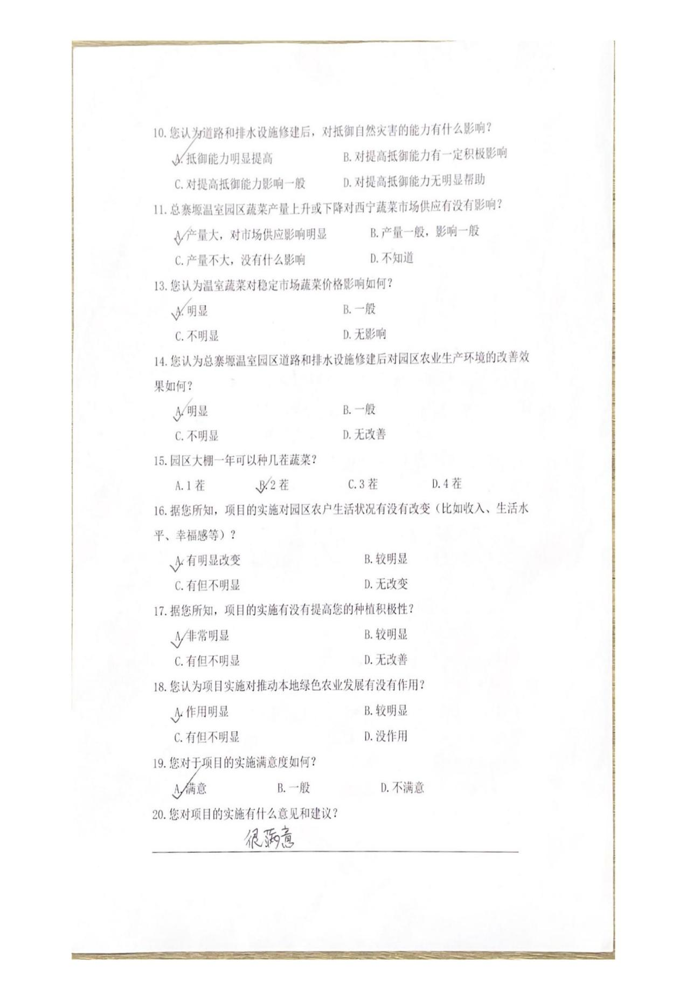 10.您认为道路和排水设施修建后，对抵御自然灾害的能力有什么影响？
A.抵御能力明显提高 B.对提高抵御能力有一定积极影响
C.对提高抵御能力影响一般 D.对提高抵御能力无明显帮助
11.总寨塬温室园区蔬菜产量上升或下降对西宁蔬菜市场供应有没有影响？
A.产量大，对市场供应影响明显 B.产量一般，影响一般
C.产量不大，没有什么影响 D.不知道
13.您认为温室蔬菜对稳定市场蔬菜价格影响如何？
A.明显 B.一般
C.不明显 D.无影响
14.您认为总寨塬温室园区道路和排水设施修建后对园区农业生产环境的改善效
果如何？
A.明显 B.一般
C.不明显 D.无改善
15.园区大棚一年可以种几茬蔬菜？
A.1茬 B.2茬 C.3茬 D.4茬
16.据您所知，项目的实施对园区农户生活状况有没有改变（比如收入、生活水
平、幸福感等）？
A.有明显改变 B.较明显
C.有但不明显 D.无改变
17.据您所知，项目的实施有没有提高您的种植积极性？
A.非常明显 B.较明显
C.有但不明显 D.无改善
18.您认为项目实施对推动本地绿色农业发展有没有作用？
A.作用明显 B.较明显
C.有但不明显 D.没作用
19.您对于项目的实施满意度如何？
A.满意 B.一般 D.不满意
20.您对项目的实施有什么意见和建议？
很满意